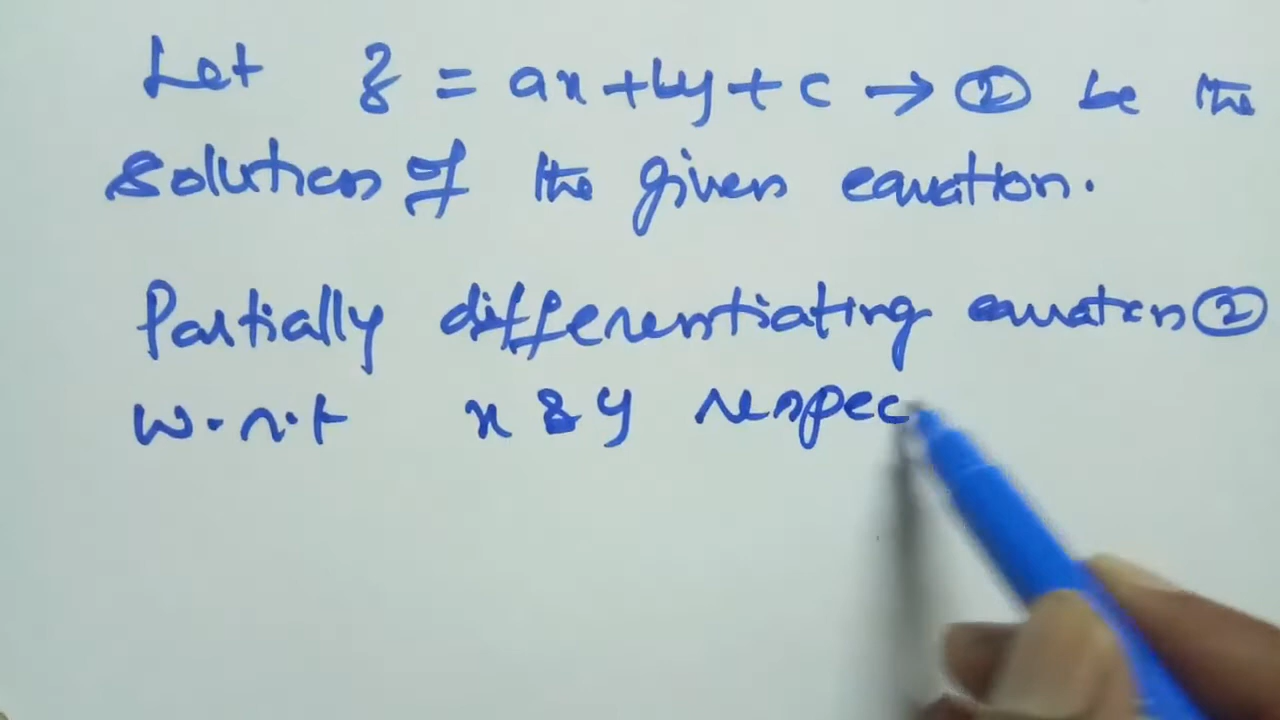 Let z = ax + by + c → ② be the
solution of the given equation.
Partially differentiating equation ②
w.r.t x & y respec